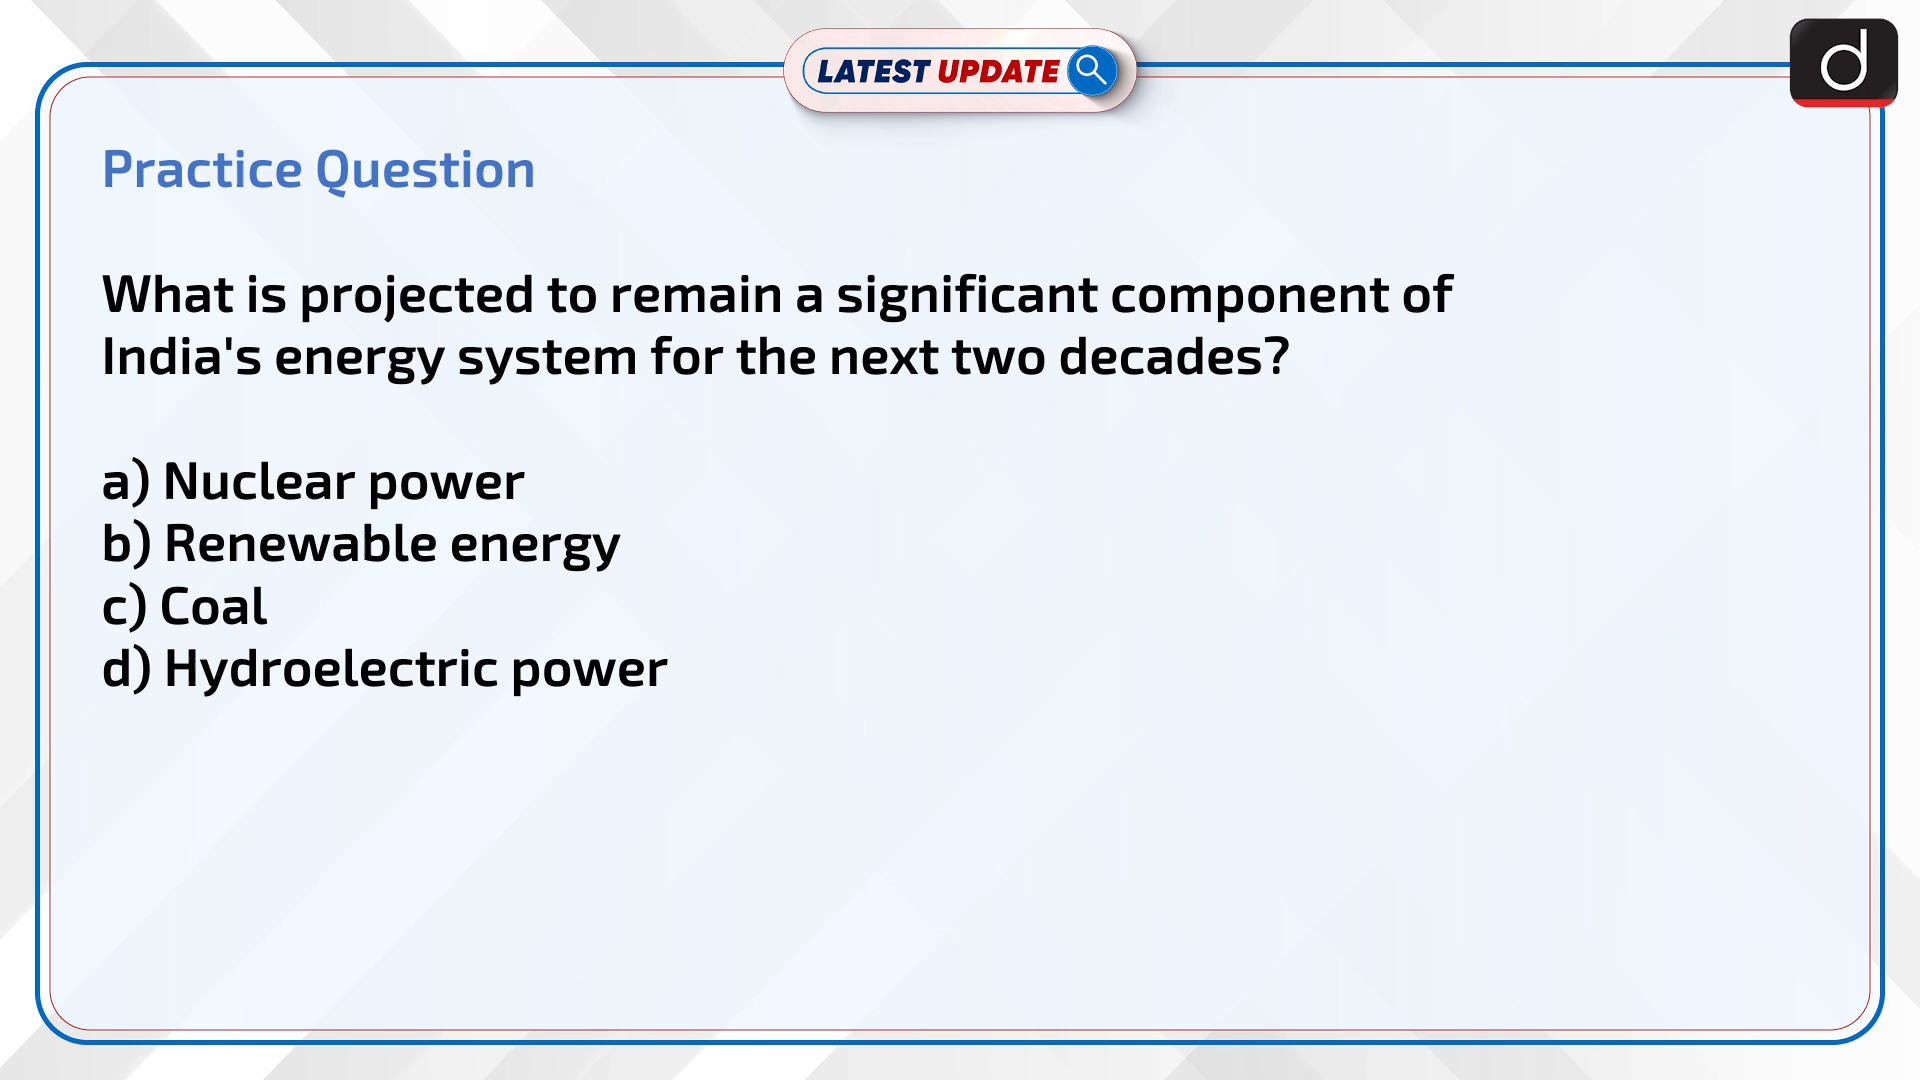 LATEST UPDATE
d
Practice Question
What is projected to remain a significant component of
India's energy system for the next two decades?
a) Nuclear power
b) Renewable energy
c) Coal
d) Hydroelectric power